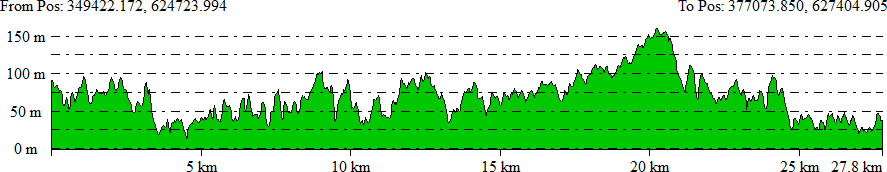 From Pos: 349422.172, 624723.994 To Pos: 377073.850, 627404.905
150 m
100 m
50 m
0 m
5 km 10 km 15 km 20 km 25 km 27.8 km